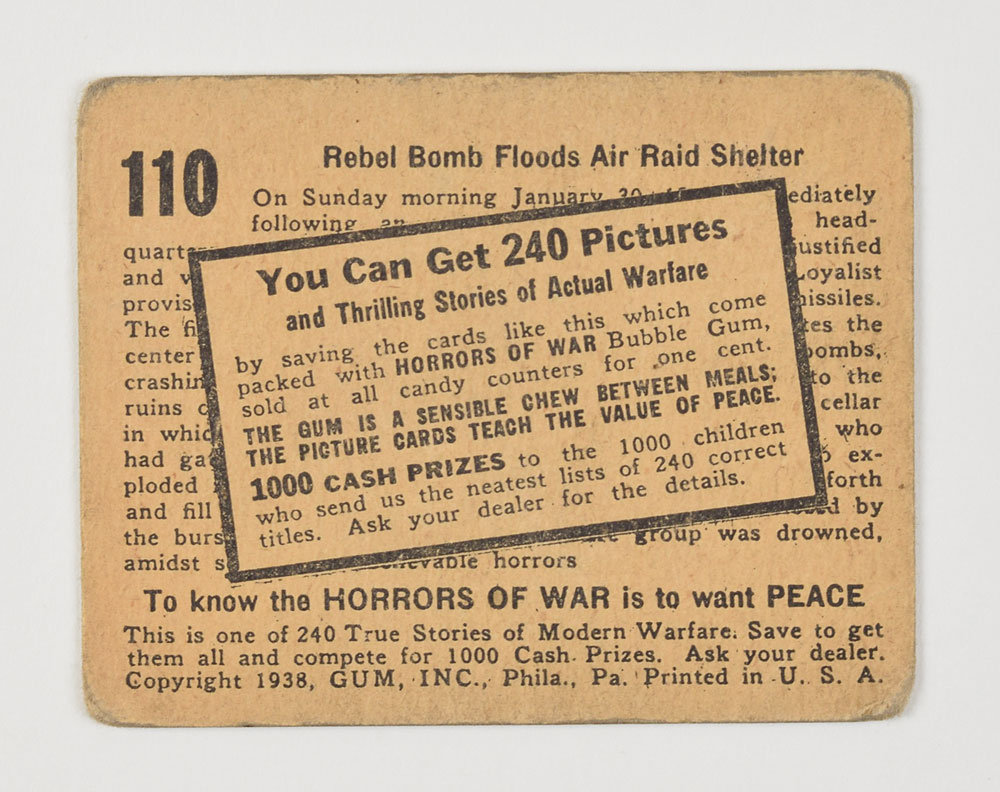 110
Rebel Bomb Floods Air Raid Shelter
On Sunday morning January 30,
following
head-
justified
and
Loyalist
missiles.
The
the
center
bombs,
to the
ruins
cellar
in
who
had
ex-
ploded
forth
and fill
by
the
group was drowned,
amidst
horrors
You Can Get 240 Pictures
and Thrilling Stories of Actual Warfare
by saving the cards like this which come
packed with HORRORS OF WAR Bubble Gum,
sold at all candy counters for one cent.
THE GUM IS A SENSIBLE CHEW BETWEEN MEALS;
THE PICTURE CARDS TEACH THE VALUE OF PEACE.
1000 CASH PRIZES to the 1000 children
who send us the neatest lists of 240 correct
titles. Ask your dealer for the details.
To know the HORRORS OF WAR is to want PEACE
This is one of 240 True Stories of Modern Warfare. Save to get
them all and compete for 1000 Cash Prizes. Ask your dealer.
Copyright 1938, GUM, INC., Phila., Pa. Printed in U. S. A.